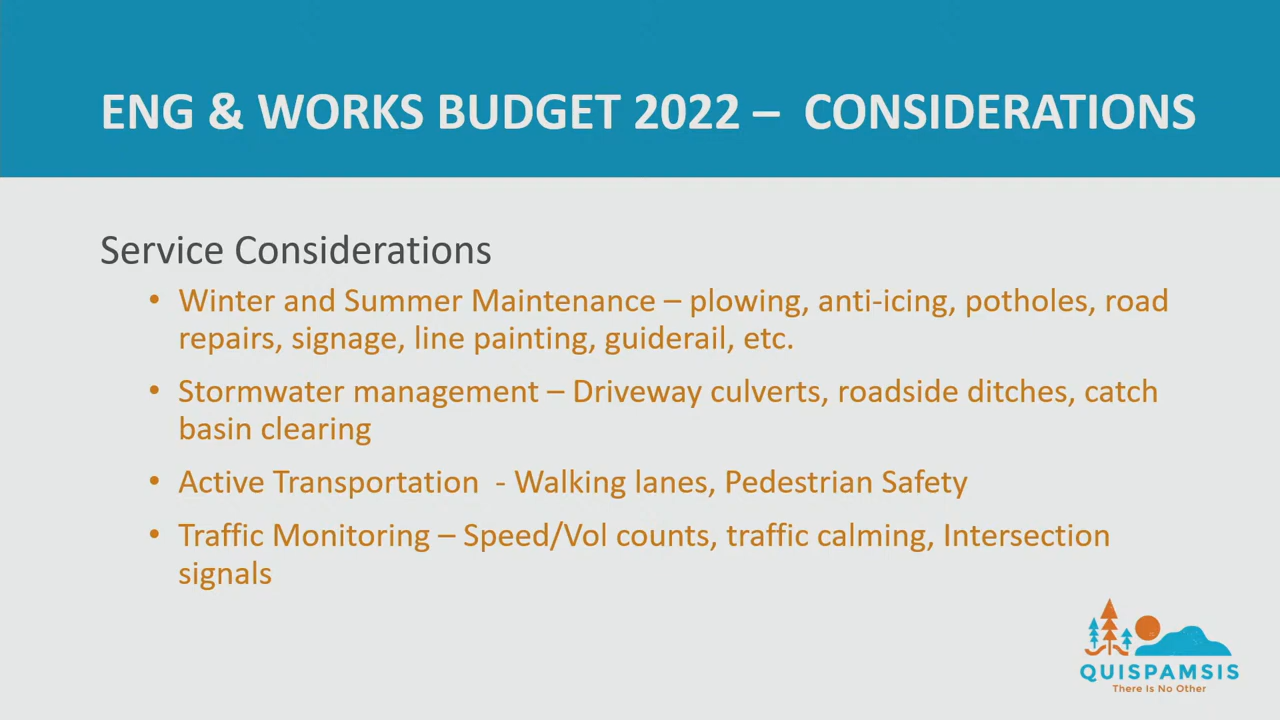 ENG & WORKS BUDGET 2022 – CONSIDERATIONS
Service Considerations
• Winter and Summer Maintenance – plowing, anti-icing, potholes, road
repairs, signage, line painting, guiderail, etc.
• Stormwater management – Driveway culverts, roadside ditches, catch
basin clearing
• Active Transportation - Walking lanes, Pedestrian Safety
• Traffic Monitoring – Speed/Vol counts, traffic calming, Intersection
signals
QUISPAMSIS
There Is No Other